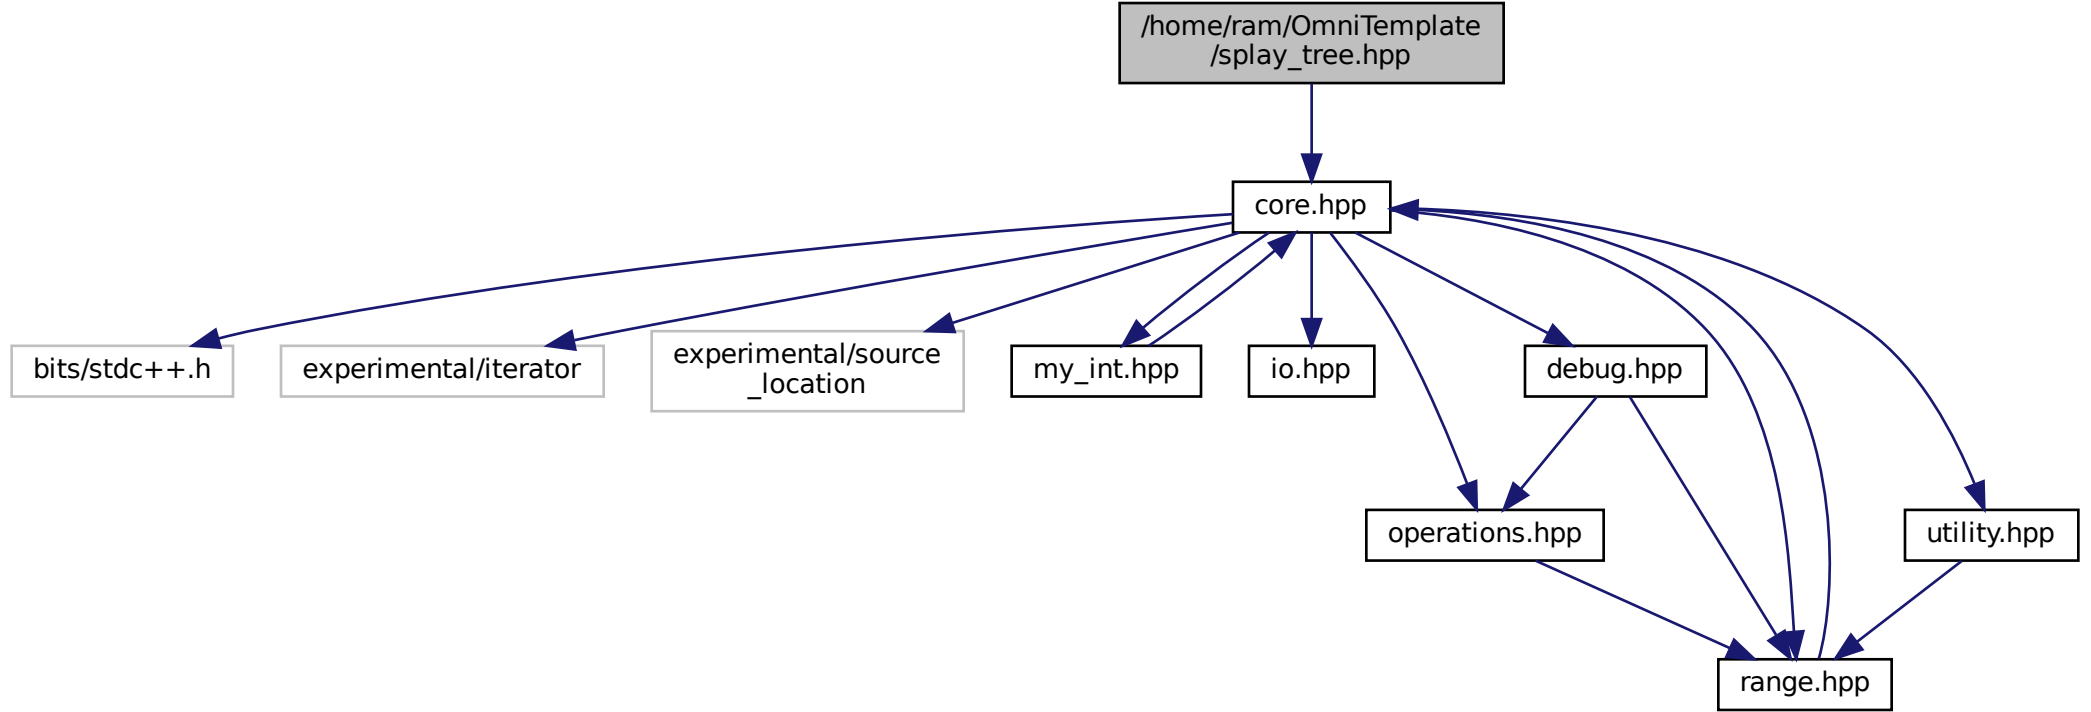 /home/ram/OmniTemplate
/splay_tree.hpp
core.hpp
bits/stdc++.h
experimental/iterator
experimental/source
_location
my_int.hpp
io.hpp
debug.hpp
operations.hpp
utility.hpp
range.hpp